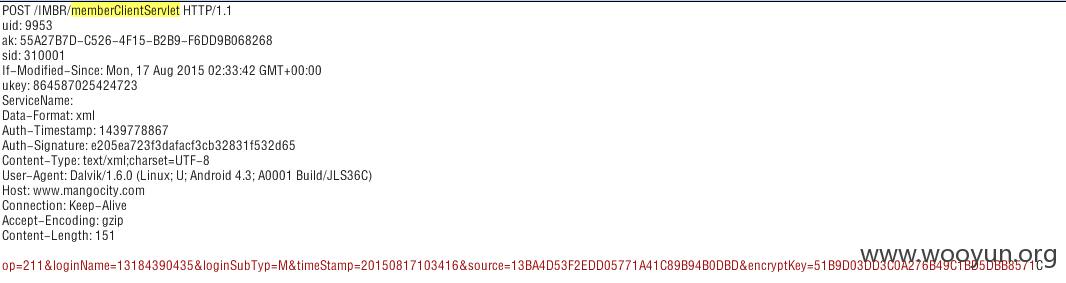 POST /IMBR/memberClientServlet HTTP/1.1
uid: 9953
ak: 55A27B7D-C526-4F15-B2B9-F6DD9B068268
sid: 310001
If-Modified-Since: Mon, 17 Aug 2015 02:33:42 GMT+00:00
ukey: 864587025424723
ServiceName:
Data-Format: xml
Auth-Timestamp: 1439778867
Auth-Signature: e205ea723f3dafacf3cb32831f532d65
Content-Type: text/xml;charset=UTF-8
User-Agent: Dalvik/1.6.0 (Linux; U; Android 4.3; A0001 Build/JLS36C)
Host: www.mangocity.com
Connection: Keep-Alive
Accept-Encoding: gzip
Content-Length: 151
www.wooyun.org
op=211&loginName=13184390435&loginSubTyp=M&timeStamp=20150817103416&source=13BA4D53F2EDD05771A41C89B94B0DBD&encryptKey=51B9D03DD3C0A276B49C1BD5DBB8571C